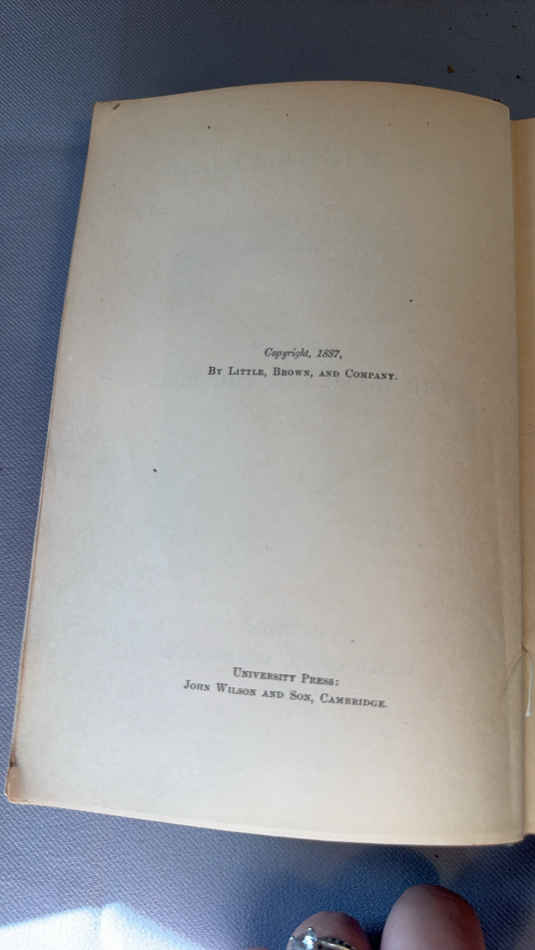 Copyright, 1887,
By Little, Brown, and Company.
University Press:
John Wilson and Son, Cambridge.